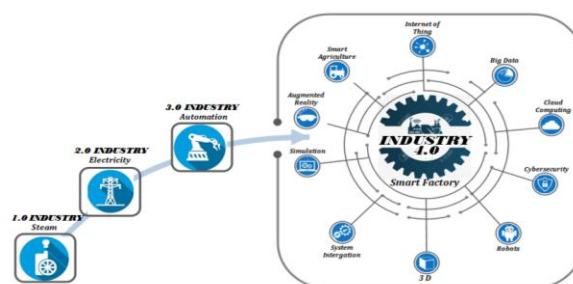 1.0 INDUSTRY
Steam
2.0 INDUSTRY
Electricity
3.0 INDUSTRY
Automation
INDUSTRY
4.0
Smart Factory
Internet of
Thing
Big Data
Cloud
Computing
Cybersecurity
Robots
3 D
System
Intergation
Simulation
Augmented
Reality
Smart
Agriculture